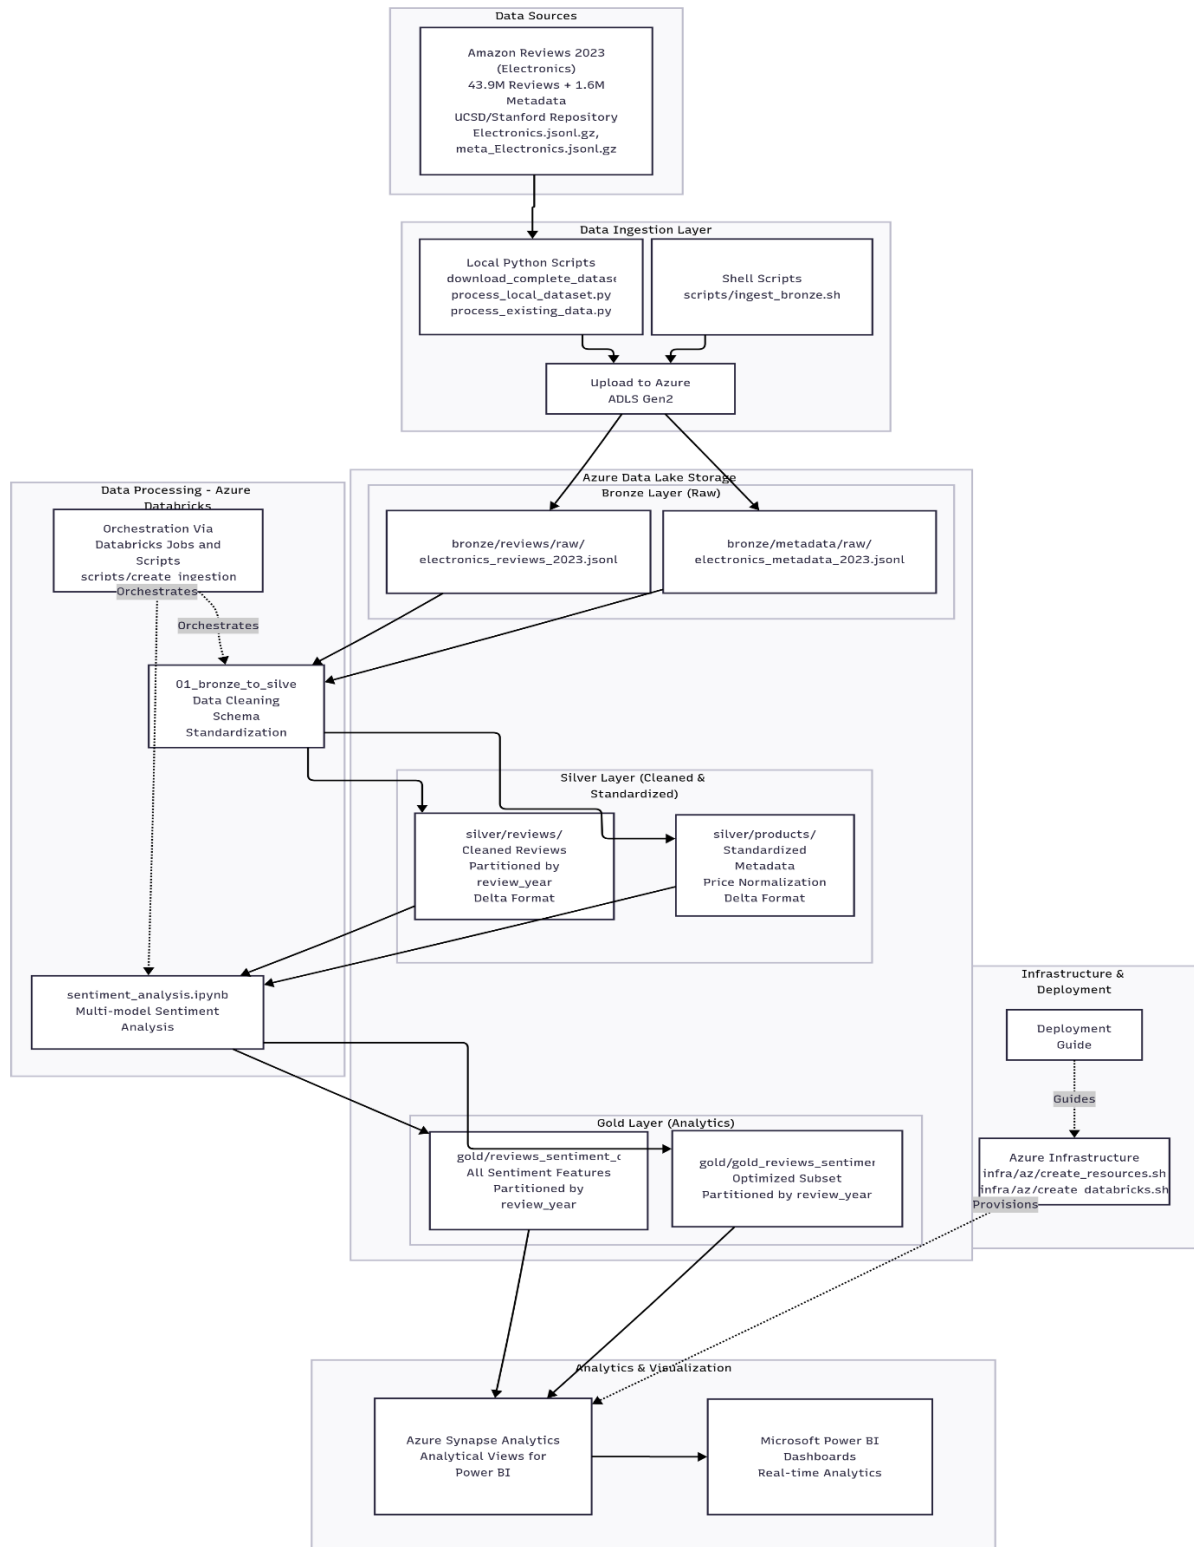 Data Sources
Amazon Reviews 2023
(Electronics)
43.9M Reviews + 1.6M
Metadata
UCSD/Stanford Repository
Electronics.jsonl.gz,
meta_Electronics.jsonl.gz
Data Ingestion Layer
Local Python Scripts
download_complete_datase
process_local_dataset.py
process_existing_data.py
Shell Scripts
scripts/ingest_bronze.sh
Upload to Azure
ADLS Gen2
Data Processing - Azure
Databricks
Orchestration Via
Databricks Jobs and
Scripts
scripts/create_ingestion
Orchestrates
Orchestrates
Azure Data Lake Storage
Bronze Layer (Raw)
bronze/reviews/raw/
electronics_reviews_2023.jsonl
bronze/metadata/raw/
electronics_metadata_2023.jsonl
01_bronze_to_silve
Data Cleaning
Schema
Standardization
Silver Layer (Cleaned &
Standardized)
silver/reviews/
Cleaned Reviews
Partitioned by
review_year
Delta Format
silver/products/
Standardized
Metadata
Price Normalization
Delta Format
sentiment_analysis.ipynb
Multi-model Sentiment
Analysis
Infrastructure &
Deployment
Deployment
Guide
Guides
Azure Infrastructure
infra/az/create_resources.sh
infra/az/create_databricks.sh
Provisions
Gold Layer (Analytics)
gold/reviews_sentiment_c
All Sentiment Features
Partitioned by
review_year
gold/gold_reviews_sentimen
Optimized Subset
Partitioned by review_year
Analytics & Visualization
Azure Synapse Analytics
Analytical Views for
Power BI
Microsoft Power BI
Dashboards
Real-time Analytics